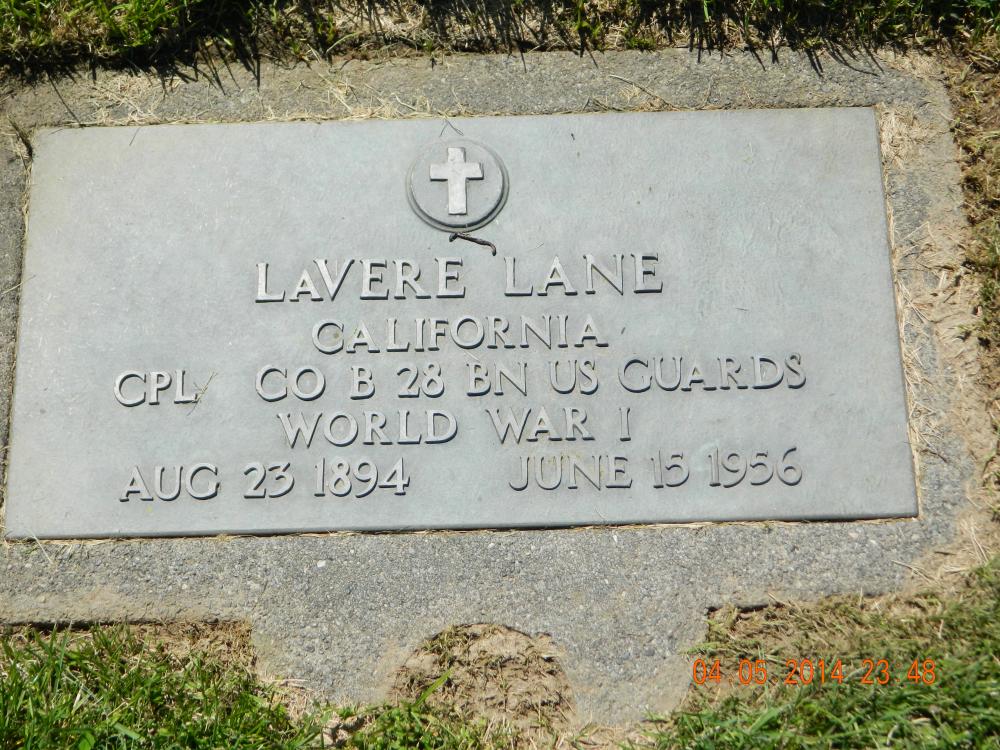 LAVERE LANE
CALIFORNIA
CPL CO B 28 BN US GUARDS
WORLD WAR I
AUG 23 1894 JUNE 15 1956
04 05 2014 23 48